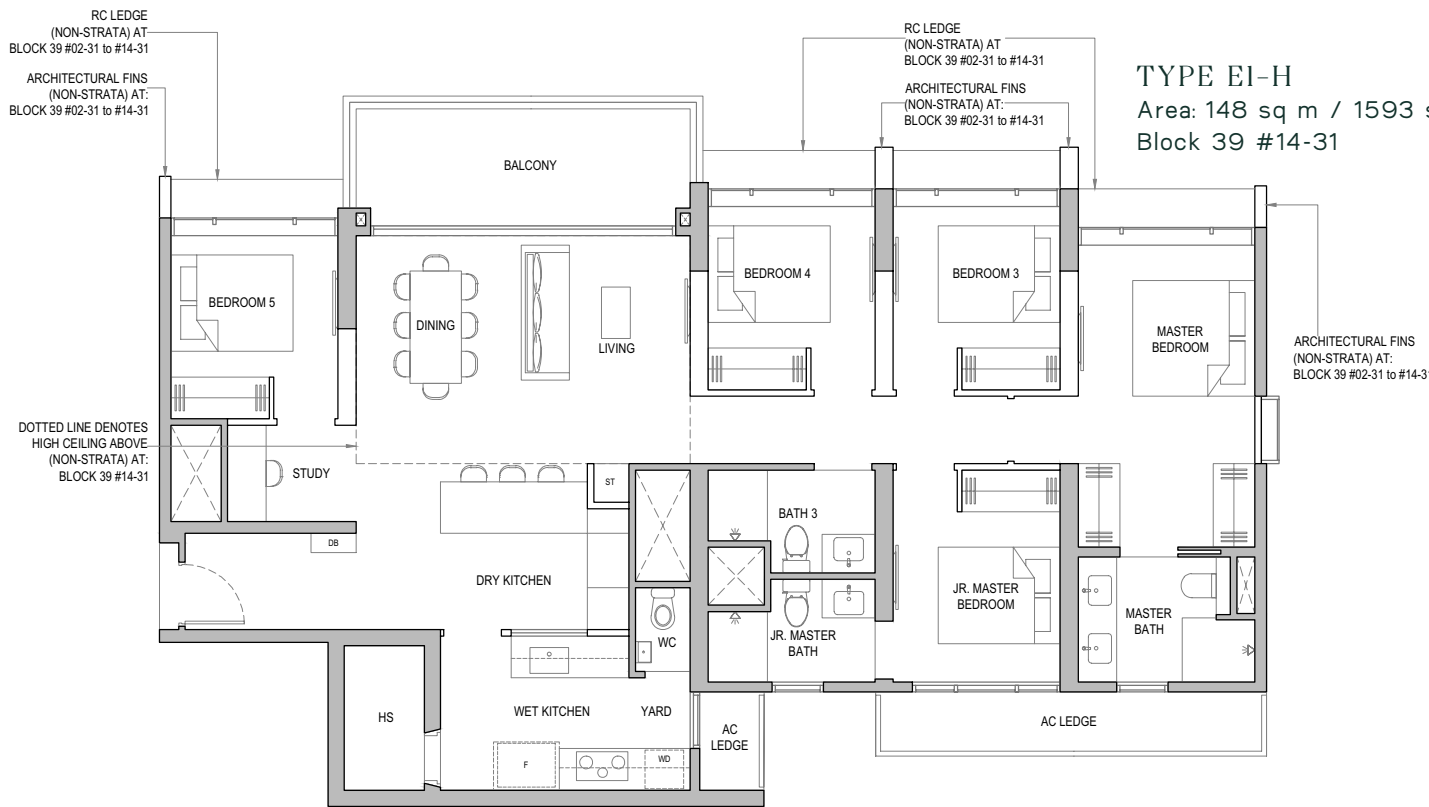 RC LEDGE
(NON-STRATA) AT
BLOCK 39 #02-31 to #14-31
ARCHITECTURAL FINS
(NON-STRATA) AT:
BLOCK 39 #02-31 to #14-31
RC LEDGE
(NON-STRATA) AT
BLOCK 39 #02-31 to #14-31
ARCHITECTURAL FINS
(NON-STRATA) AT:
BLOCK 39 #02-31 to #14-31
TYPE E1-H
Area: 148 sq m / 1593 s
Block 39 #14-31
BALCONY
BEDROOM 5
DINING
LIVING
BEDROOM 4
BEDROOM 3
MASTER
BEDROOM
ARCHITECTURAL FINS
(NON-STRATA) AT:
BLOCK 39 #02-31 to #14-31
DOTTED LINE DENOTES
HIGH CEILING ABOVE
(NON-STRATA) AT:
BLOCK 39 #14-31
STUDY
ST
DB
DRY KITCHEN
BATH 3
WC
JR. MASTER
BATH
JR. MASTER
BEDROOM
MASTER
BATH
HS
WET KITCHEN
YARD
AC
LEDGE
AC LEDGE
F
WD